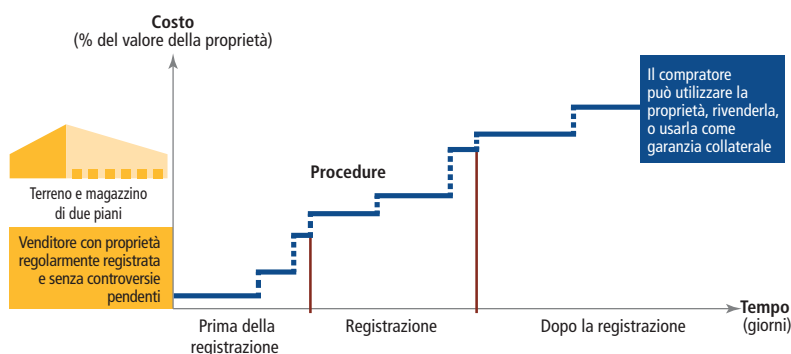 Costo
(% del valore della proprietà)
Il compratore
può utilizzare la
proprietà, rivenderla,
o usarla come
garanzia collaterale
Procedure
Terreno e magazzino
di due piani
Venditore con proprietà
regolarmente registrata
e senza controversie
pendenti
Tempo
(giorni)
Prima della
registrazione
Registrazione
Dopo la registrazione